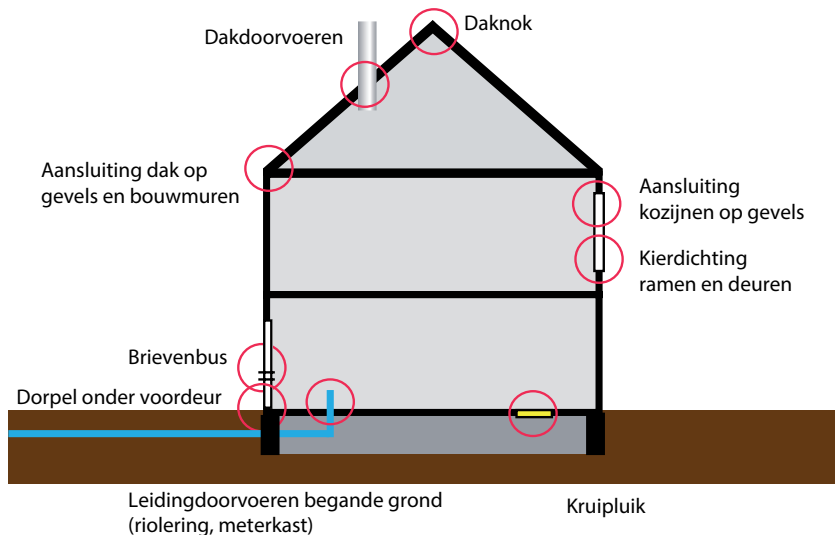 Dakdoorvoeren
Daknok
Aansluiting dak op
gevels en bouwmuren
Aansluiting
kozijnen op gevels
Kierdichting
ramen en deuren
Brievenbus
Dorpel onder voordeur
Leidingdoorvoeren begande grond
(riolering, meterkast)
Kruipluik